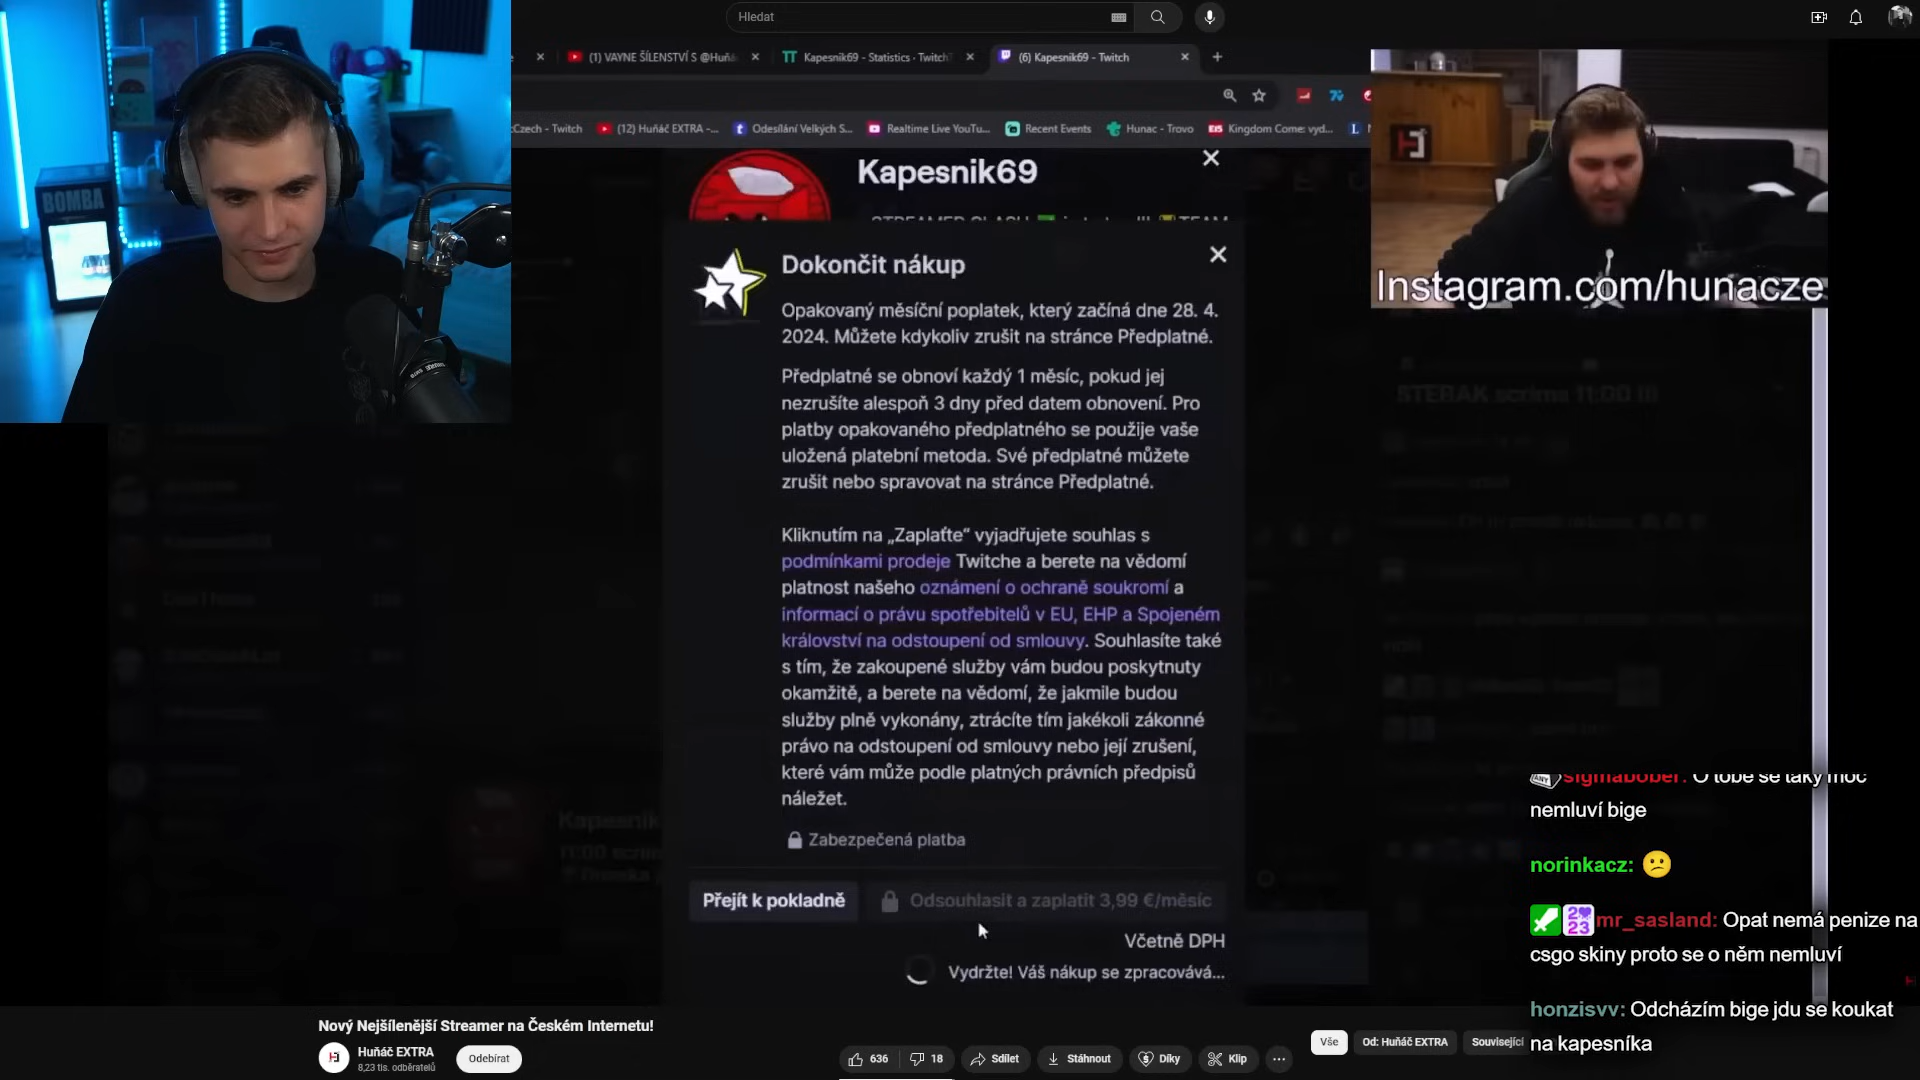 Hledat
(1) VAYNE ŠÍLENSTVÍ S @Huňá
Kapesnik69 - Statistics - Twitch
(6) Kapesnik69 - Twitch
Czech - Twitch
(12) Huňáč EXTRA -...
Odesílání Velkých S...
Realtime Live YouTu...
Recent Events
Hunac - Trovo
Kingdom Come: vyd...
BOMBA
Kapesnik69
Instagram.com/hunacze
Dokončit nákup
Opakovaný měsíční poplatek, který začíná dne 28. 4.
2024. Můžete kdykoliv zrušit na stránce Předplatné.
Předplatné se obnoví každý 1 měsíc, pokud jej
nezrušíte alespoň 3 dny před datem obnovení. Pro
platby opakovaného předplatného se použije vaše
uložená platební metoda. Své předplatné můžete
zrušit nebo spravovat na stránce Předplatné.
Kliknutím na „Zaplaťte“ vyjadřujete souhlas s
podmínkami prodeje Twitche a berete na vědomí
platnost našeho oznámení o ochraně soukromí a
informací o právu spotřebitelů v EU, EHP a Spojeném
království na odstoupení od smlouvy. Souhlasíte také
s tím, že zakoupené služby vám budou poskytnuty
okamžitě, a berete na vědomí, že jakmile budou
služby plně vykonány, ztrácíte tím jakékoli zákonné
právo na odstoupení od smlouvy nebo její zrušení,
které vám může podle platných právních předpisů
náležet.
Zabezpečená platba
Přejít k pokladně
Odsouhlasit a zaplatit 3,99 €/měsíc
Včetně DPH
Vydržte! Váš nákup se zpracovává...
sigmabober: O tobě se taky moc
nemluví bige
norinkacz:
mr_sasland: Opat nemá penize na
csgo skiny proto se o něm nemluví
honzisvv: Odcházím bige jdu se koukat
na kapesníka
Nový Nejšílenější Streamer na Českém Internetu!
Huňáč EXTRA
8,23 tis. odběratelů
Odebírat
636
18
Sdílet
Stáhnout
Díky
Klip
Vše
Od: Huňáč EXTRA
Související